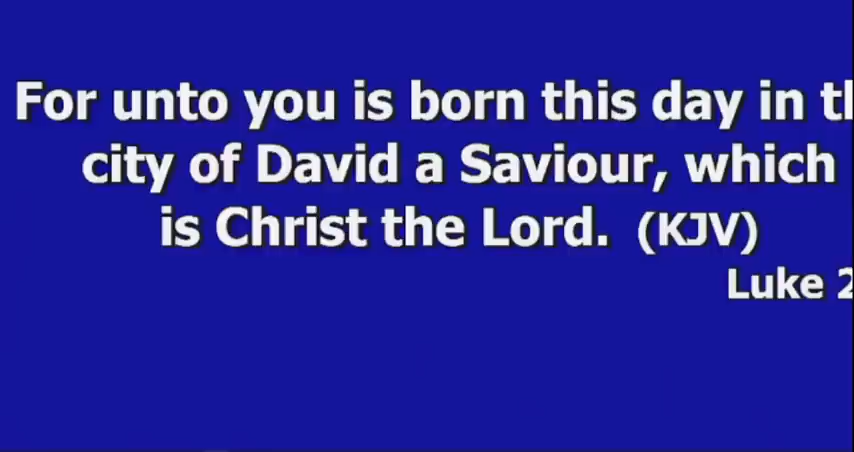 For unto you is born this day in th
city of David a Saviour, which
is Christ the Lord. (KJV)
Luke 2